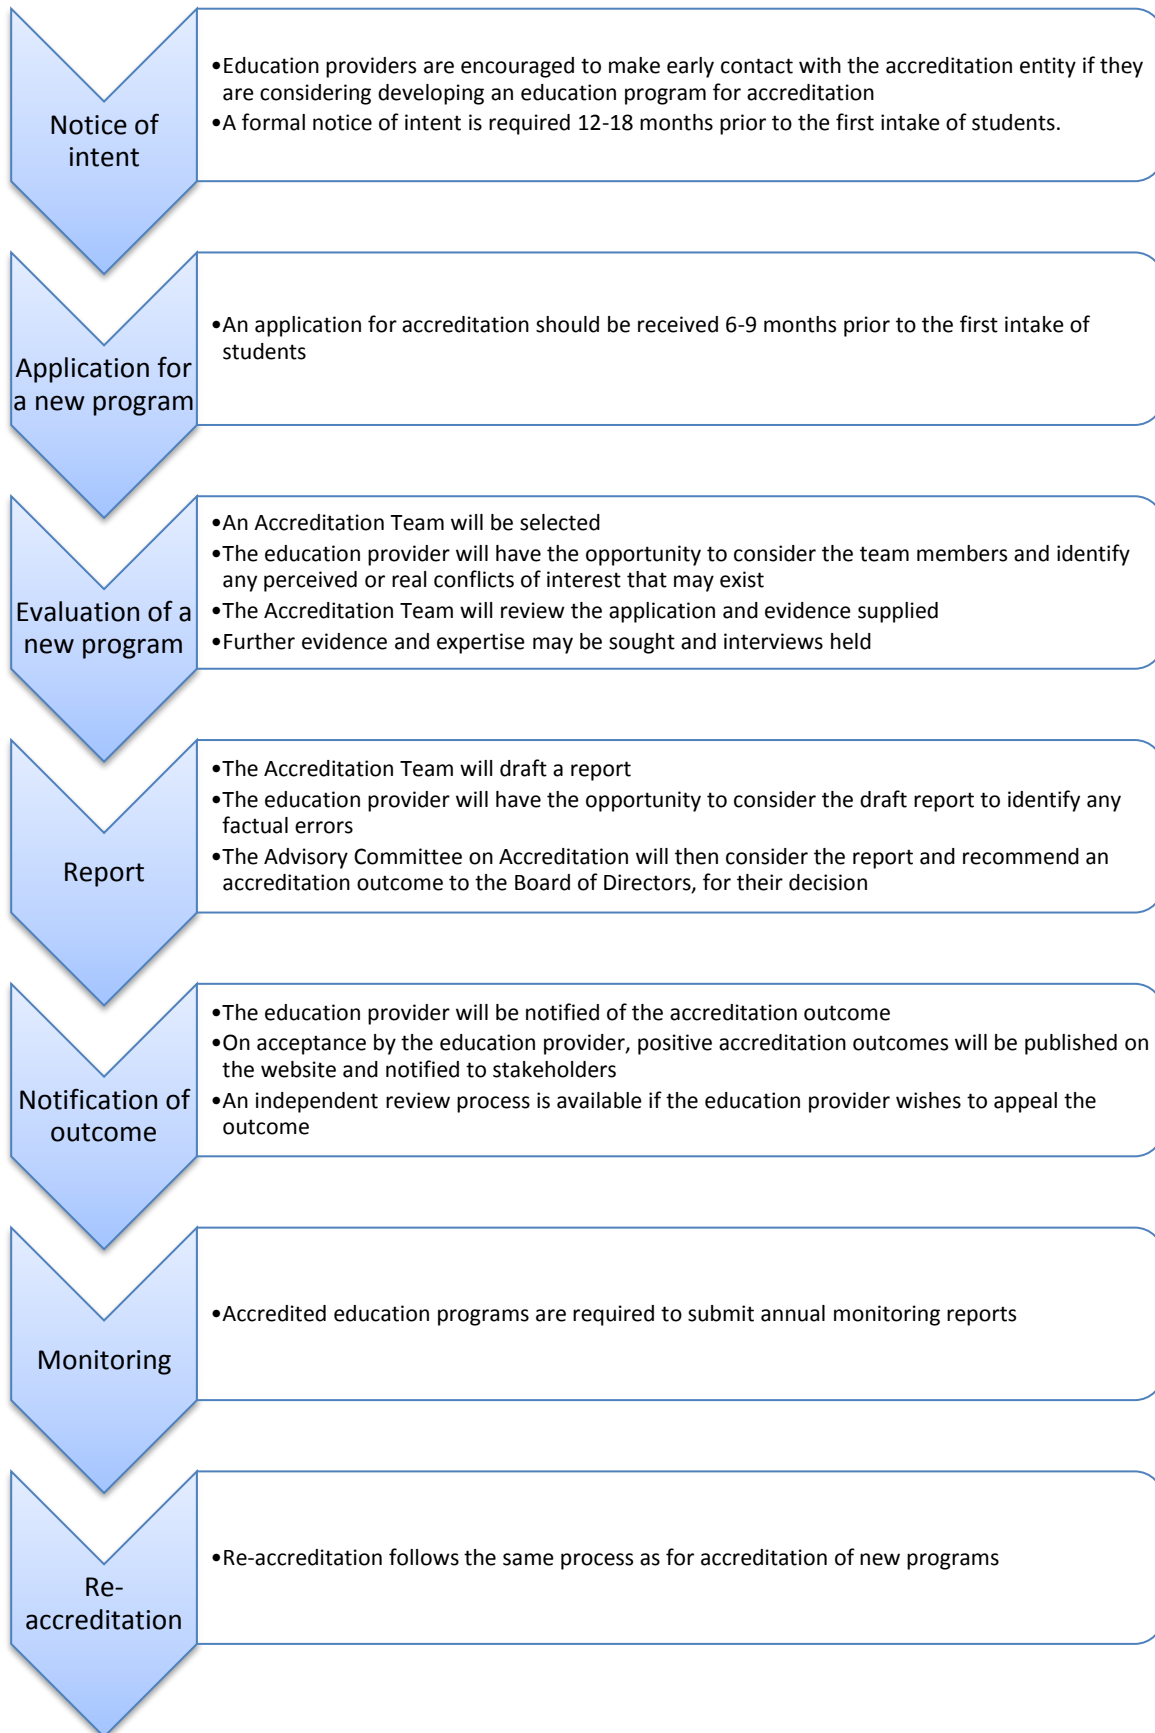 Notice of
intent
•Education providers are encouraged to make early contact with the accreditation entity if they
are considering developing an education program for accreditation
•A formal notice of intent is required 12-18 months prior to the first intake of students.
Application for
a new program
•An application for accreditation should be received 6-9 months prior to the first intake of
students
Evaluation of a
new program
•An Accreditation Team will be selected
•The education provider will have the opportunity to consider the team members and identify
any perceived or real conflicts of interest that may exist
•The Accreditation Team will review the application and evidence supplied
•Further evidence and expertise may be sought and interviews held
Report
•The Accreditation Team will draft a report
•The education provider will have the opportunity to consider the draft report to identify any
factual errors
•The Advisory Committee on Accreditation will then consider the report and recommend an
accreditation outcome to the Board of Directors, for their decision
Notification of
outcome
•The education provider will be notified of the accreditation outcome
•On acceptance by the education provider, positive accreditation outcomes will be published on
the website and notified to stakeholders
•An independent review process is available if the education provider wishes to appeal the
outcome
Monitoring
•Accredited education programs are required to submit annual monitoring reports
Re-
accreditation
•Re-accreditation follows the same process as for accreditation of new programs